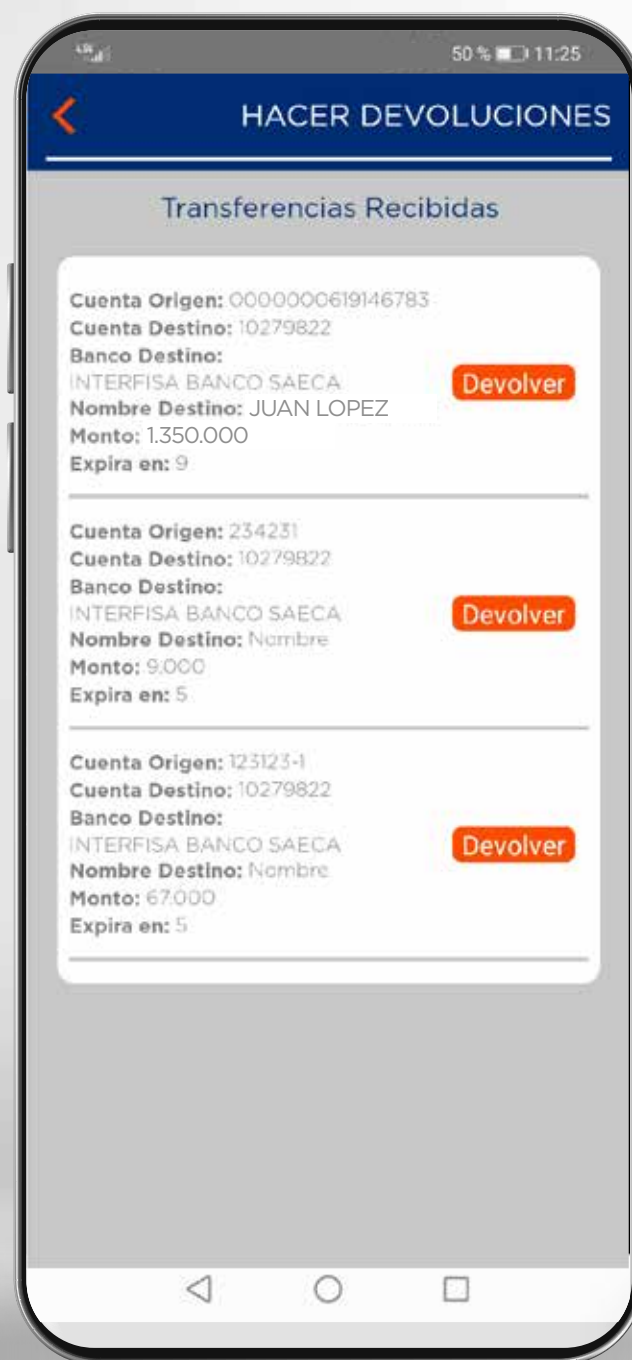 50 % 11:25
HACER DEVOLUCIONES
Transferencias Recibidas
Cuenta Origen: 0000000619146783
Cuenta Destino: 10279822
Banco Destino:
INTERFISA BANCO SAECA
Devolver
Nombre Destino: JUAN LOPEZ
Monto: 1.350.000
Expira en: 9
Cuenta Origen: 234231
Cuenta Destino: 10279822
Banco Destino:
INTERFISA BANCO SAECA
Devolver
Nombre Destino: Nombre
Monto: 9.000
Expira en: 5
Cuenta Origen: 123123-1
Cuenta Destino: 10279822
Banco Destino:
INTERFISA BANCO SAECA
Devolver
Nombre Destino: Nombre
Monto: 67.000
Expira en: 5